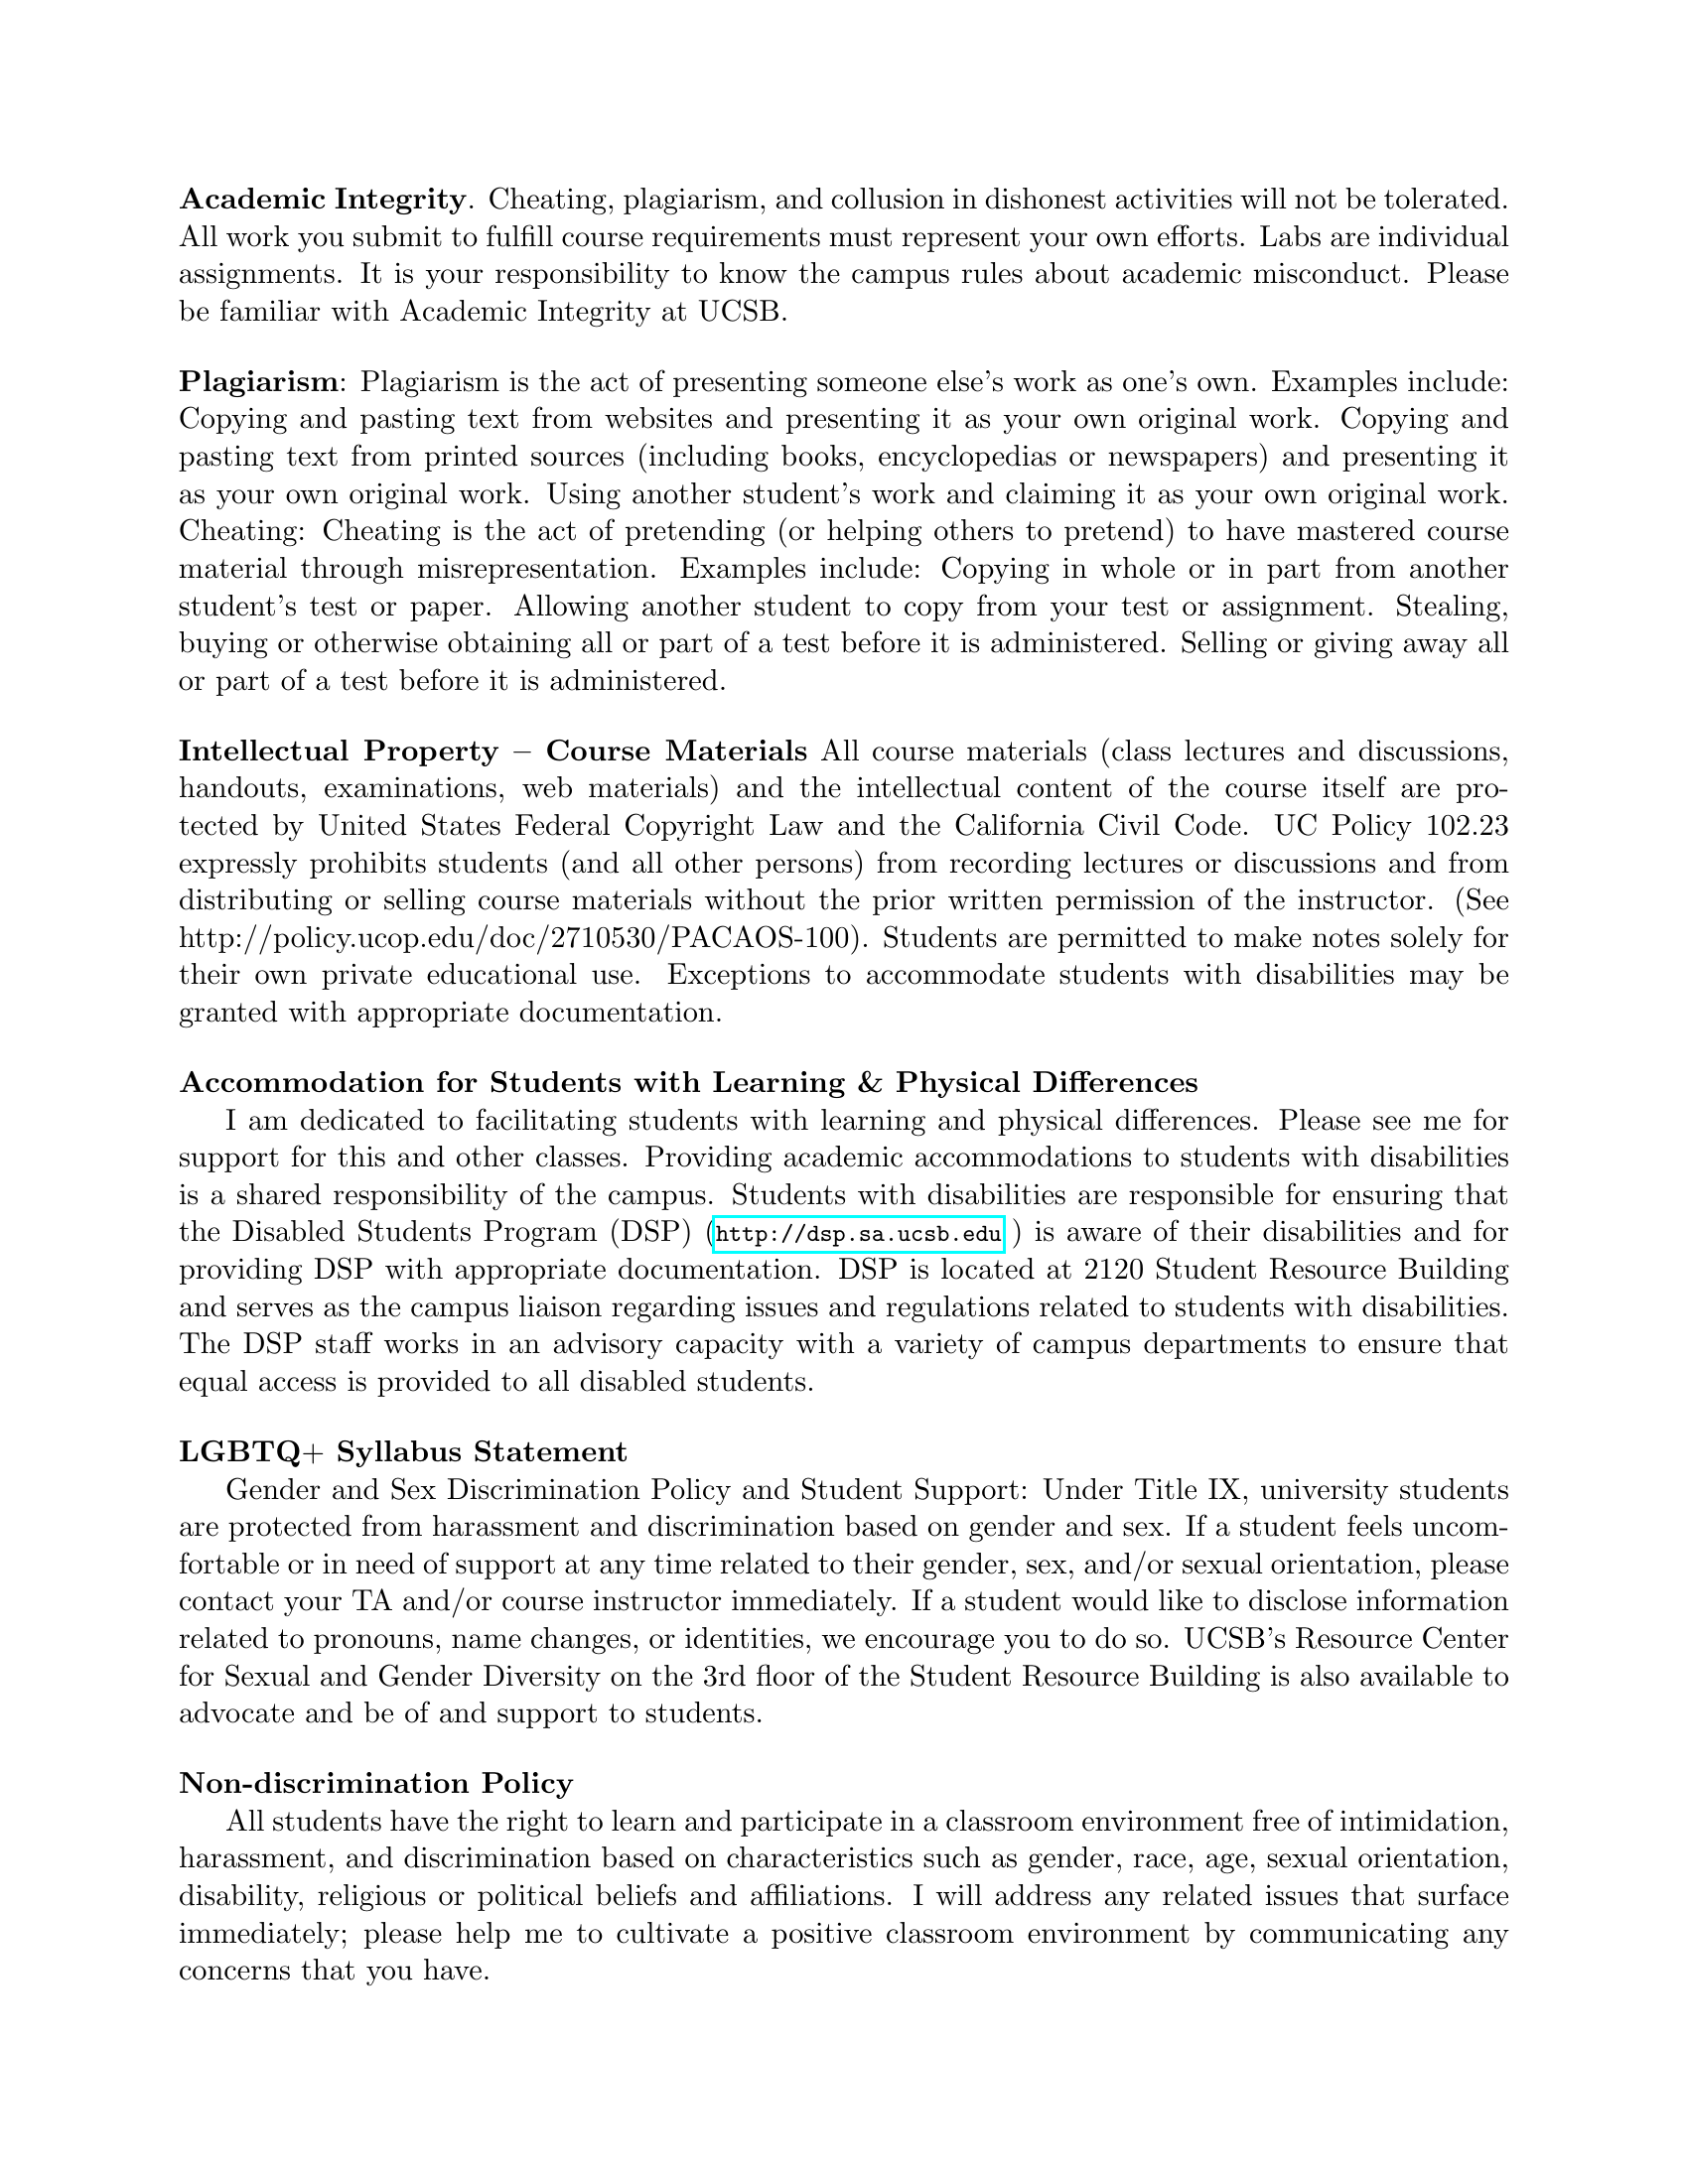 Academic Integrity. Cheating, plagiarism, and collusion in dishonest activities will not be tolerated.
All work you submit to fulfill course requirements must represent your own efforts. Labs are individual
assignments. It is your responsibility to know the campus rules about academic misconduct. Please
be familiar with Academic Integrity at UCSB.
Plagiarism: Plagiarism is the act of presenting someone else's work as one's own. Examples include:
Copying and pasting text from websites and presenting it as your own original work. Copying and
pasting text from printed sources (including books, encyclopedias or newspapers) and presenting it
as your own original work. Using another student's work and claiming it as your own original work.
Cheating: Cheating is the act of pretending (or helping others to pretend) to have mastered course
material through misrepresentation. Examples include: Copying in whole or in part from another
student's test or paper. Allowing another student to copy from your test or assignment. Stealing,
buying or otherwise obtaining all or part of a test before it is administered. Selling or giving away all
or part of a test before it is administered.
Intellectual Property – Course Materials All course materials (class lectures and discussions,
handouts, examinations, web materials) and the intellectual content of the course itself are pro-
tected by United States Federal Copyright Law and the California Civil Code. UC Policy 102.23
expressly prohibits students (and all other persons) from recording lectures or discussions and from
distributing or selling course materials without the prior written permission of the instructor. (See
http://policy.ucop.edu/doc/2710530/PACAOS-100). Students are permitted to make notes solely for
their own private educational use. Exceptions to accommodate students with disabilities may be
granted with appropriate documentation.
Accommodation for Students with Learning & Physical Differences
I am dedicated to facilitating students with learning and physical differences. Please see me for
support for this and other classes. Providing academic accommodations to students with disabilities
is a shared responsibility of the campus. Students with disabilities are responsible for ensuring that
the Disabled Students Program (DSP) (http://dsp.sa.ucsb.edu ) is aware of their disabilities and for
providing DSP with appropriate documentation. DSP is located at 2120 Student Resource Building
and serves as the campus liaison regarding issues and regulations related to students with disabilities.
The DSP staff works in an advisory capacity with a variety of campus departments to ensure that
equal access is provided to all disabled students.
LGBTQ+ Syllabus Statement
Gender and Sex Discrimination Policy and Student Support: Under Title IX, university students
are protected from harassment and discrimination based on gender and sex. If a student feels uncom-
fortable or in need of support at any time related to their gender, sex, and/or sexual orientation, please
contact your TA and/or course instructor immediately. If a student would like to disclose information
related to pronouns, name changes, or identities, we encourage you to do so. UCSB's Resource Center
for Sexual and Gender Diversity on the 3rd floor of the Student Resource Building is also available to
advocate and be of and support to students.
Non-discrimination Policy
All students have the right to learn and participate in a classroom environment free of intimidation,
harassment, and discrimination based on characteristics such as gender, race, age, sexual orientation,
disability, religious or political beliefs and affiliations. I will address any related issues that surface
immediately; please help me to cultivate a positive classroom environment by communicating any
concerns that you have.